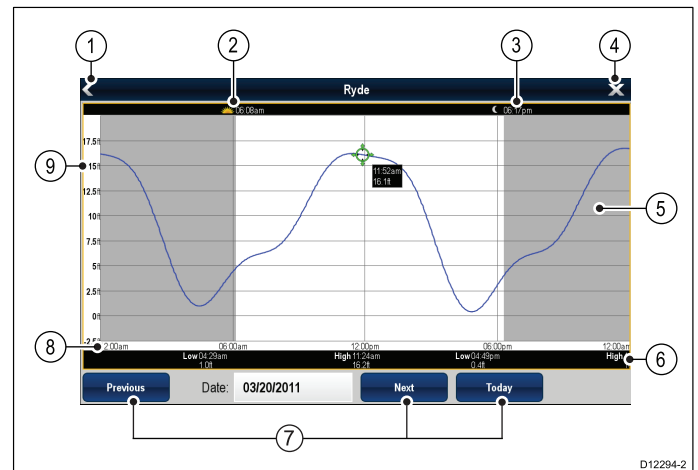 1 2 3 4
Ryde
06:08am 06:17pm
17.5ft
15ft
12.5ft
10ft
7.5ft
5ft
2.5ft
0ft
-2.5ft
11:52am
16.1ft
9
5
8
6
2:00am 06:00am 12:00pm 06:00pm 12:00am
Low 04:29am High 11:24am Low 04:49pm High
1.0ft 16.2ft 0.4ft
Previous Date: 03/20/2011 Next Today
7
D12294-2